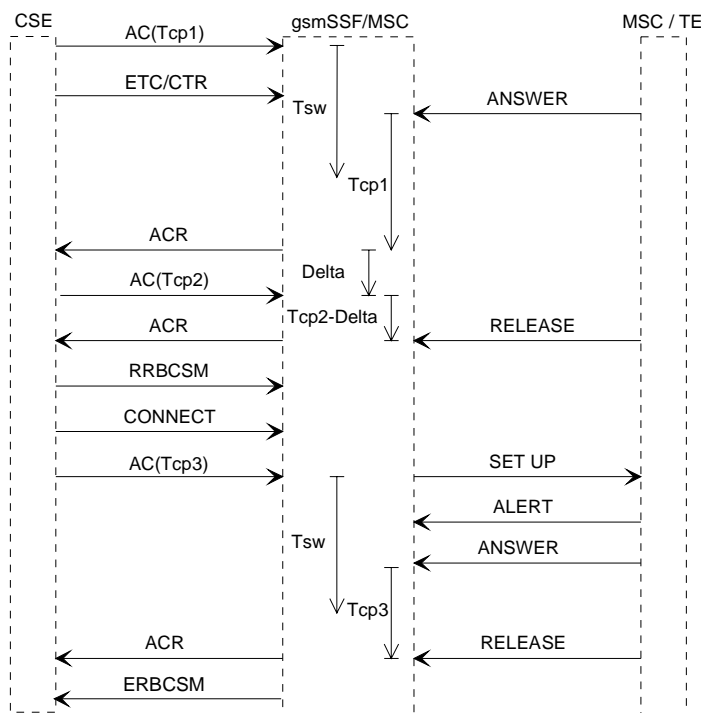 CSE
gsmSSF/MSC
MSC / TE
AC(Tcp1)
ETC/CTR
Tsw
ANSWER
Tcp1
ACR
Delta
AC(Tcp2)
Tcp2-Delta
ACR
RELEASE
RRBCSM
CONNECT
AC(Tcp3)
SET UP
ALERT
Tsw
ANSWER
Tcp3
ACR
RELEASE
ERBCSM